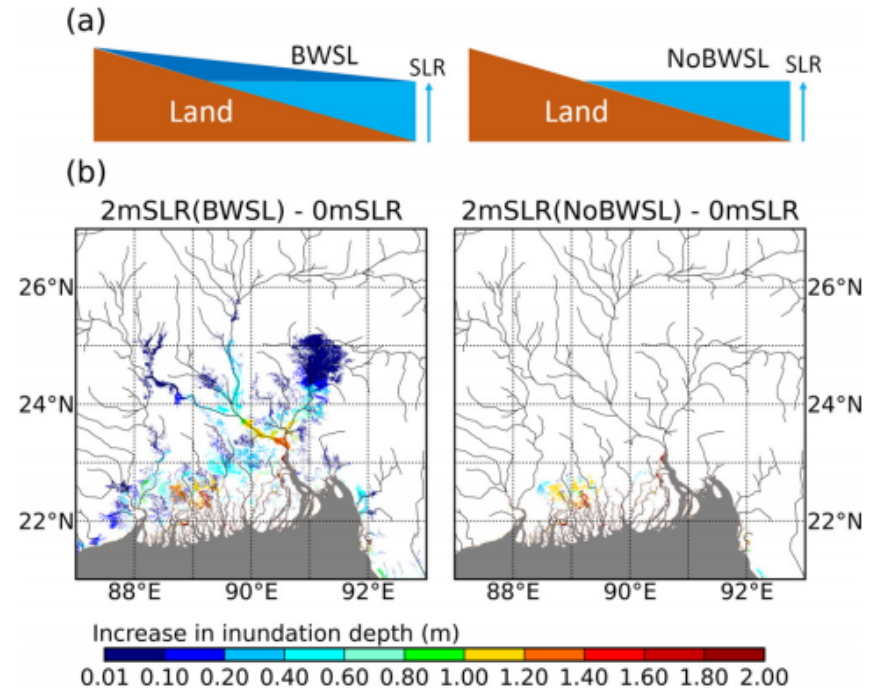 (a)
BWSL SLR
Land
NoBWSL SLR
Land
(b)
2mSLR(BWSL) - 0mSLR
2mSLR(NoBWSL) - 0mSLR
26°N 26°N
24°N 24°N
22°N 22°N
88°E 90°E 92°E 88°E 90°E 92°E
Increase in inundation depth (m)
0.01 0.10 0.20 0.40 0.60 0.80 1.00 1.20 1.40 1.60 1.80 2.00